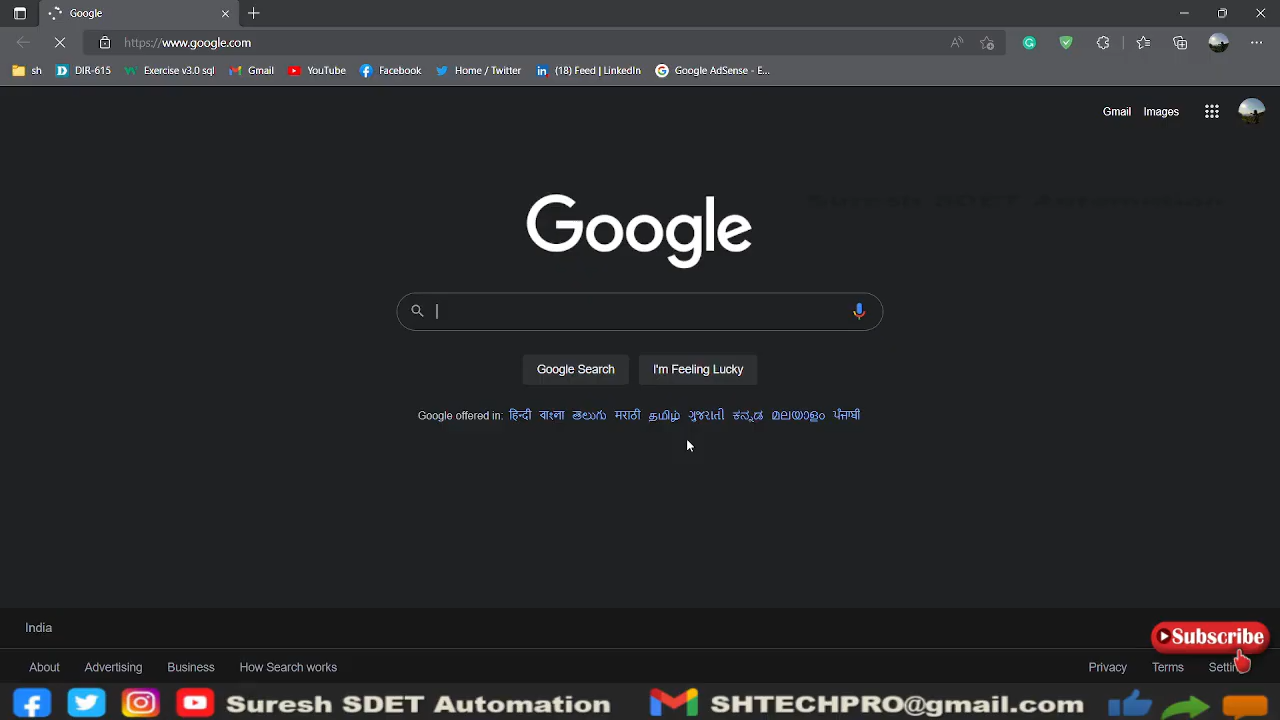 Google
https://www.google.com
sh DIR-615 Exercise v3.0 sql Gmail YouTube Facebook Home / Twitter (18) Feed | LinkedIn Google AdSense - E...
Gmail Images
Google
Google Search I'm Feeling Lucky
Google offered in: हिन्दी বাংলা తెలుగు मराठी தமிழ் ગુજરાતી ಕನ್ನಡ മലയാളം ਪੰਜਾਬੀ
India
Subscribe
About Advertising Business How Search works Privacy Terms
Suresh SDET Automation SHTECHPRO@gmail.com